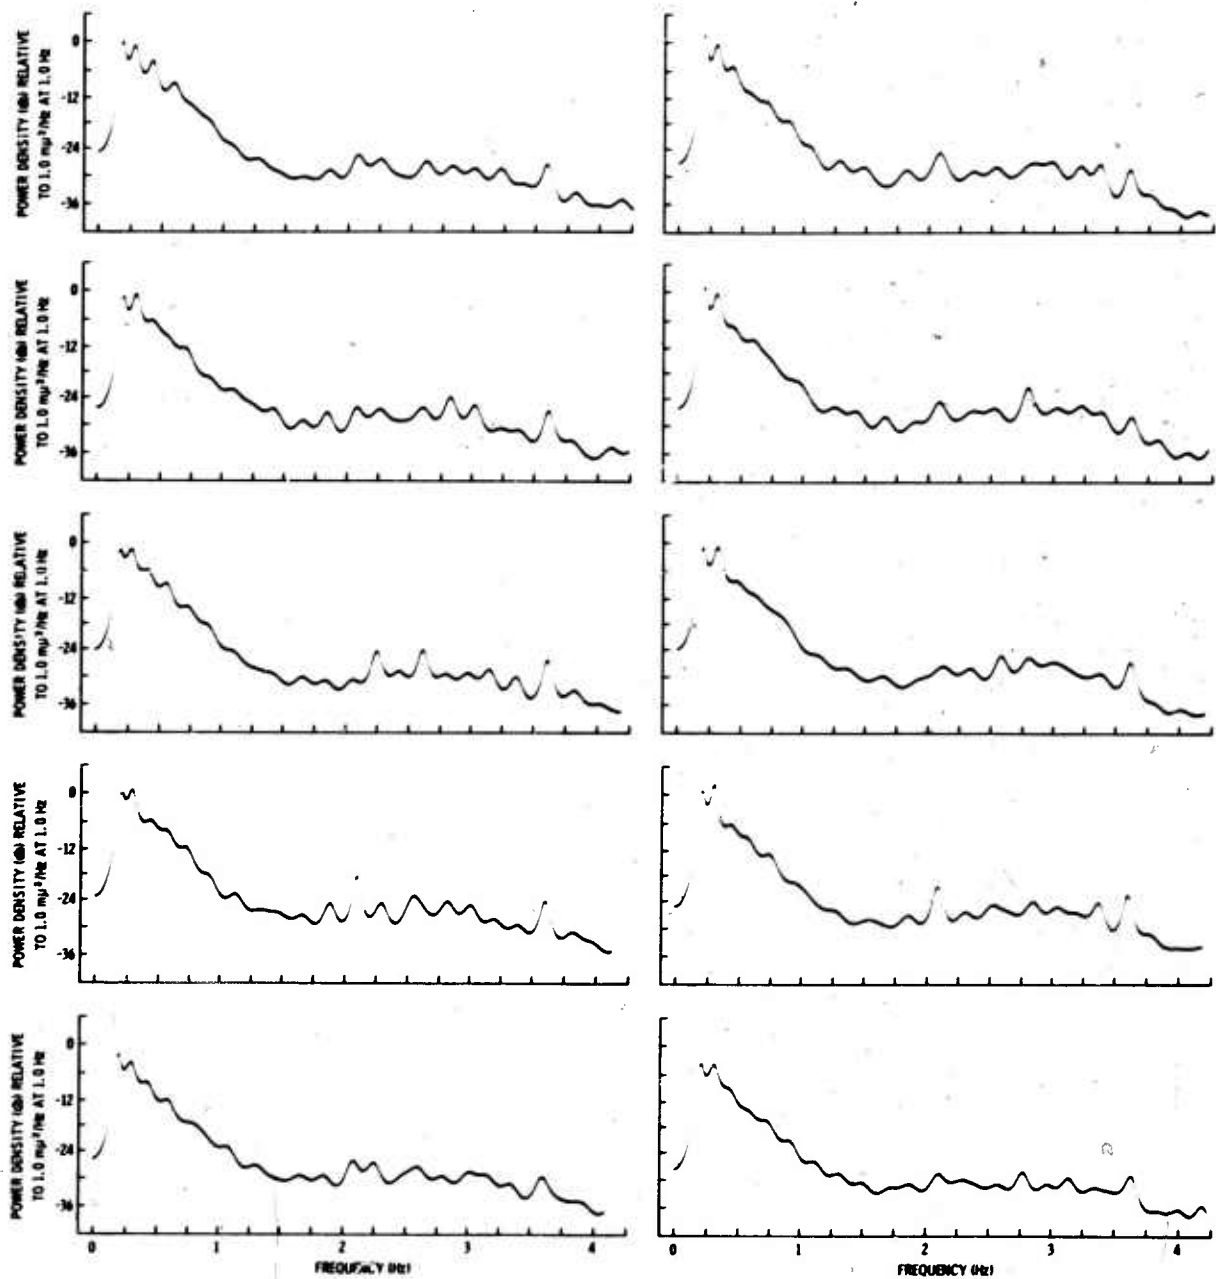 POWER DENSITY (db) RELATIVE
TO 1.0 mμ²/Hz AT 1.0 Hz
0
-12
-24
-36
POWER DENSITY (db) RELATIVE
TO 1.0 mμ²/Hz AT 1.0 Hz
0
-12
-24
-36
POWER DENSITY (db) RELATIVE
TO 1.0 mμ²/Hz AT 1.0 Hz
0
-12
-24
-36
POWER DENSITY (db) RELATIVE
TO 1.0 mμ²/Hz AT 1.0 Hz
0
-12
-24
-36
POWER DENSITY (db) RELATIVE
TO 1.0 mμ²/Hz AT 1.0 Hz
0
-12
-24
-36
0 1 2 3 4
FREQUENCY (Hz)
0 1 2 3 4
FREQUENCY (Hz)